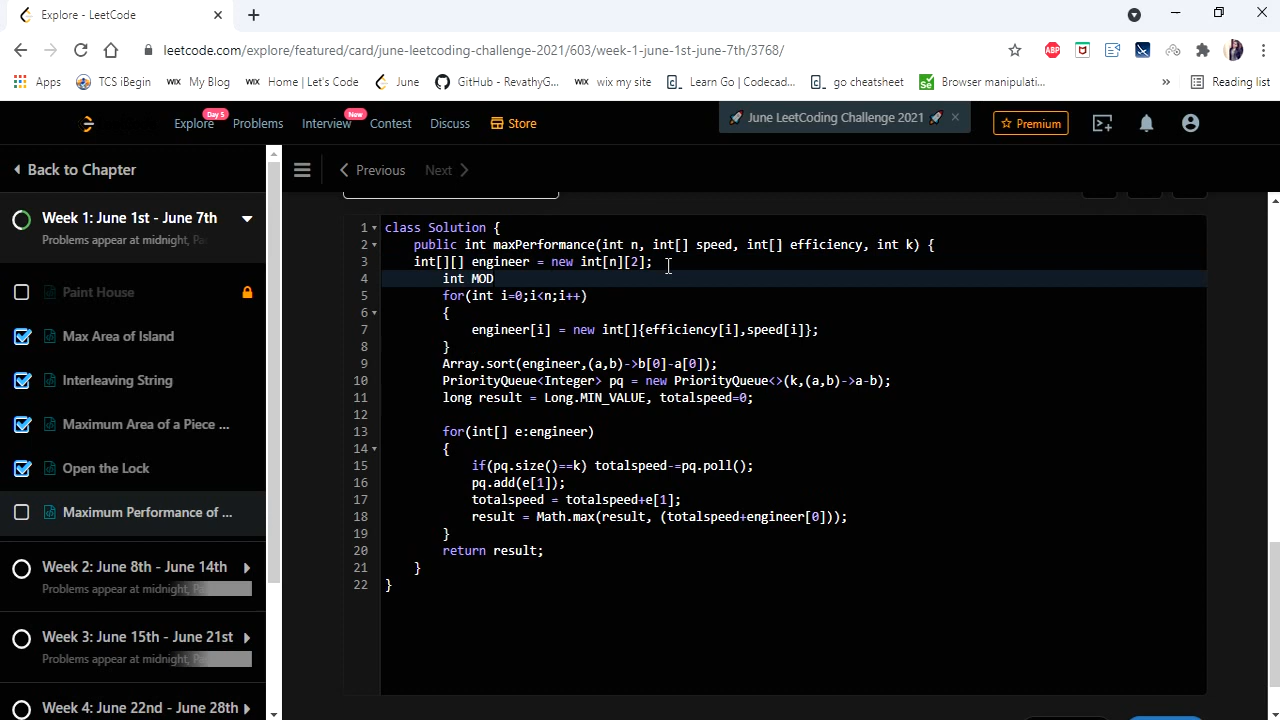 Explore - LeetCode
leetcode.com/explore/featured/card/june-leetcoding-challenge-2021/603/week-1-june-1st-june-7th/3768/
ABP
Apps TCS iBegin WIX My Blog WIX Home | Let's Code June GitHub - RevathyG... WIX wix my site Learn Go | Codecad... go cheatsheet Browser manipulati... » Reading list
Day 5 New
Explore Problems Interview Contest Discuss Store June LeetCoding Challenge 2021 × Premium
Back to Chapter Previous Next
Week 1: June 1st - June 7th
Problems appear at midnight,
Paint House
Max Area of Island
Interleaving String
Maximum Area of a Piece ...
Open the Lock
Maximum Performance of ...
Week 2: June 8th - June 14th
Problems appear at midnight,
Week 3: June 15th - June 21st
Problems appear at midnight,
Week 4: June 22nd - June 28th
1 class Solution {
2 public int maxPerformance(int n, int[] speed, int[] efficiency, int k) {
3 int[][] engineer = new int[n][2];
4 int MOD
5 for(int i=0;i<n;i++)
6 {
7 engineer[i] = new int[]{efficiency[i],speed[i]};
8 }
9 Array.sort(engineer,(a,b)->b[0]-a[0]);
10 PriorityQueue<Integer> pq = new PriorityQueue<>(k,(a,b)->a-b);
11 long result = Long.MIN_VALUE, totalspeed=0;
12
13 for(int[] e:engineer)
14 {
15 if(pq.size()==k) totalspeed-=pq.poll();
16 pq.add(e[1]);
17 totalspeed = totalspeed+e[1];
18 result = Math.max(result, (totalspeed+engineer[0]));
19 }
20 return result;
21 }
22 }